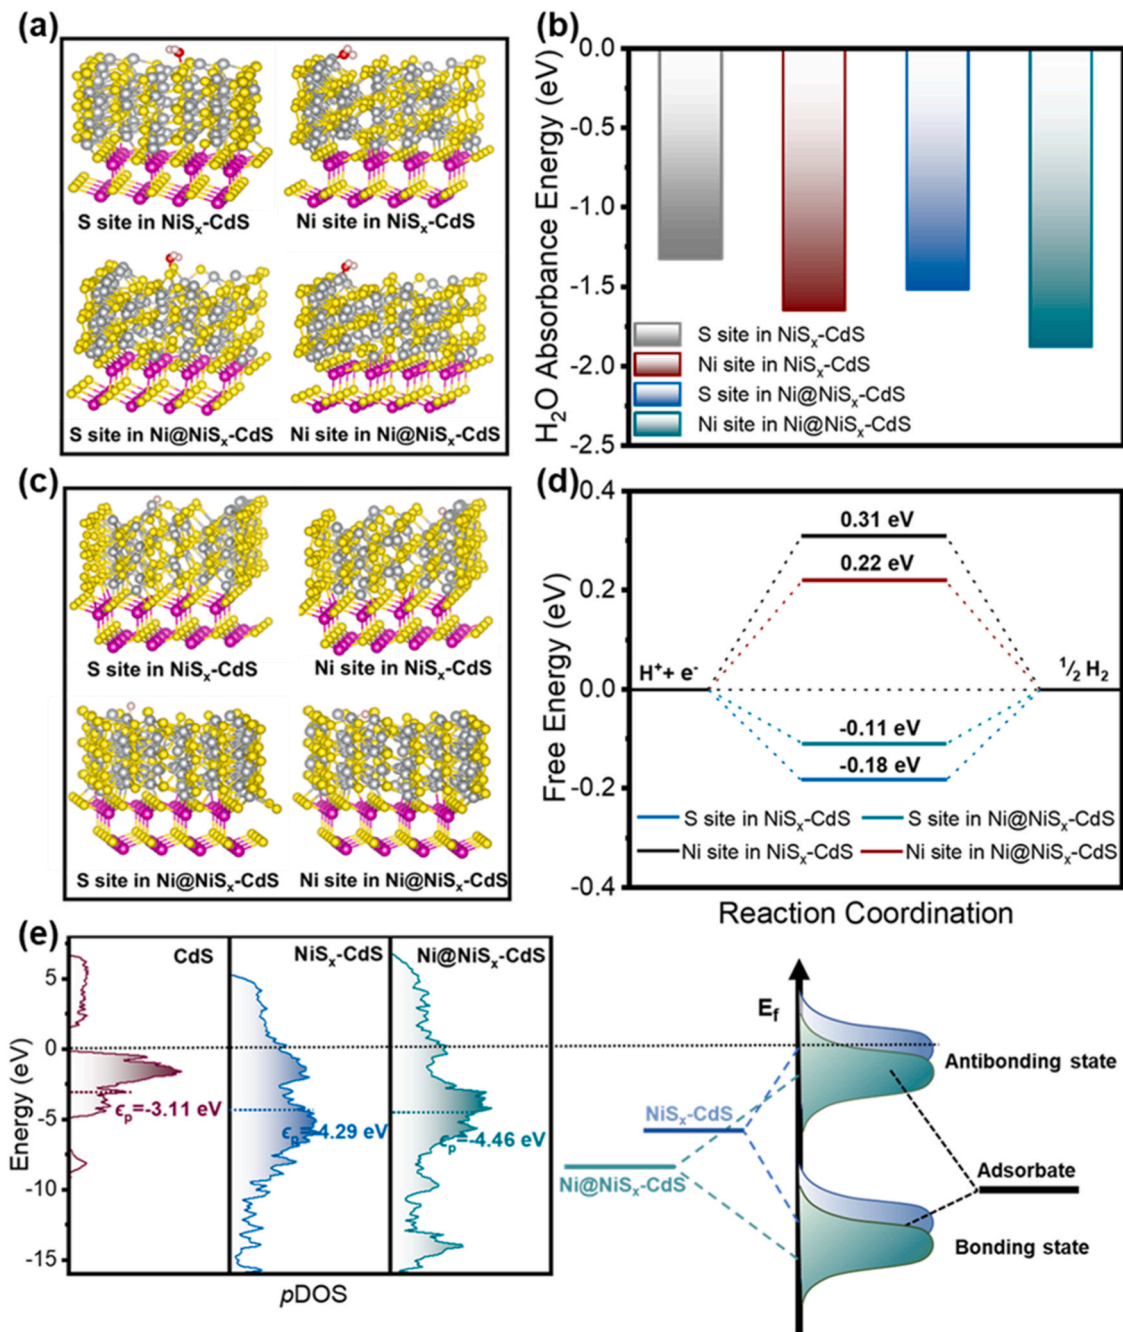 (a)
S site in NiSₓ-CdS
Ni site in NiSₓ-CdS
S site in Ni@NiSₓ-CdS
Ni site in Ni@NiSₓ-CdS
(b)
H₂O Absorbance Energy (eV)
0.0
-0.5
-1.0
-1.5
-2.0
-2.5
S site in NiSₓ-CdS
Ni site in NiSₓ-CdS
S site in Ni@NiSₓ-CdS
Ni site in Ni@NiSₓ-CdS
(c)
S site in NiSₓ-CdS
Ni site in NiSₓ-CdS
S site in Ni@NiSₓ-CdS
Ni site in Ni@NiSₓ-CdS
(d)
Free Energy (eV)
0.4
0.2
0.0
-0.2
-0.4
0.31 eV
0.22 eV
H⁺+ e⁻
½ H₂
-0.11 eV
-0.18 eV
S site in NiSₓ-CdS
S site in Ni@NiSₓ-CdS
Ni site in NiSₓ-CdS
Ni site in Ni@NiSₓ-CdS
Reaction Coordination
(e)
CdS
NiSₓ-CdS
Ni@NiSₓ-CdS
Energy (eV)
5
0
-5
-10
-15
ϵₚ=-3.11 eV
ϵₚ=-4.29 eV
ϵₚ=-4.46 eV
pDOS
E_f
Antibonding state
NiSₓ-CdS
Ni@NiSₓ-CdS
Adsorbate
Bonding state